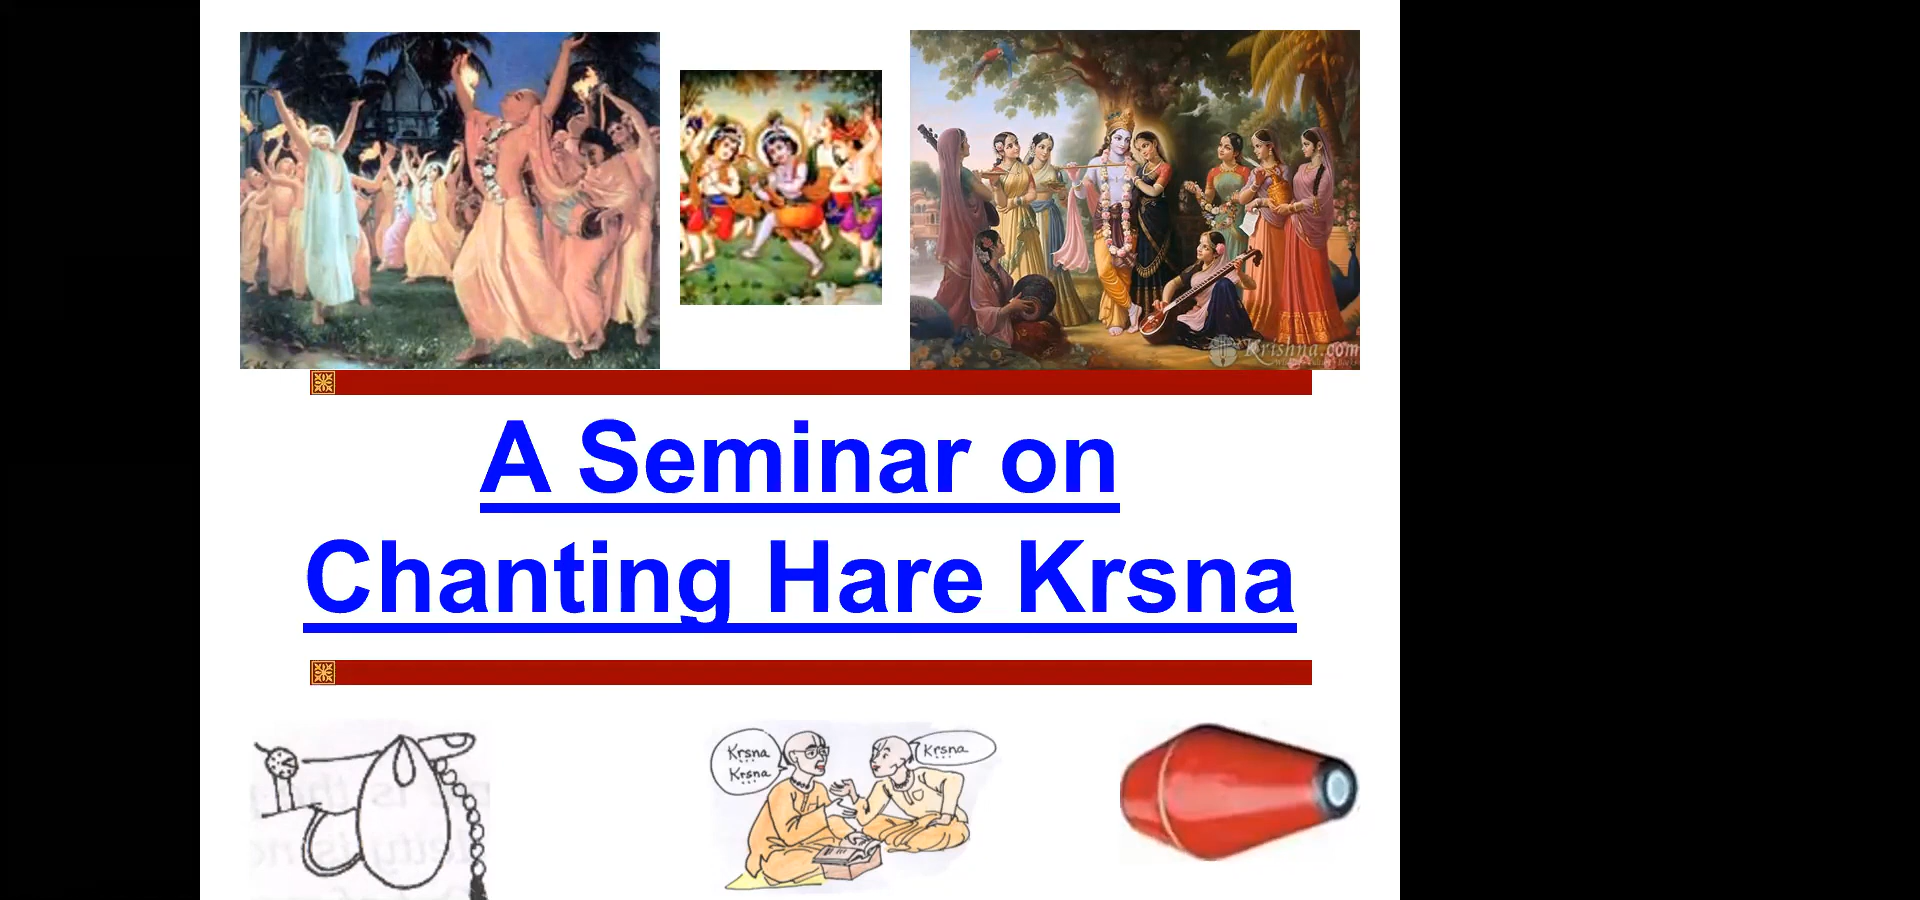 Krishna.com
A Seminar on
Chanting Hare Krsna
Krsna
Krsna
Krsna